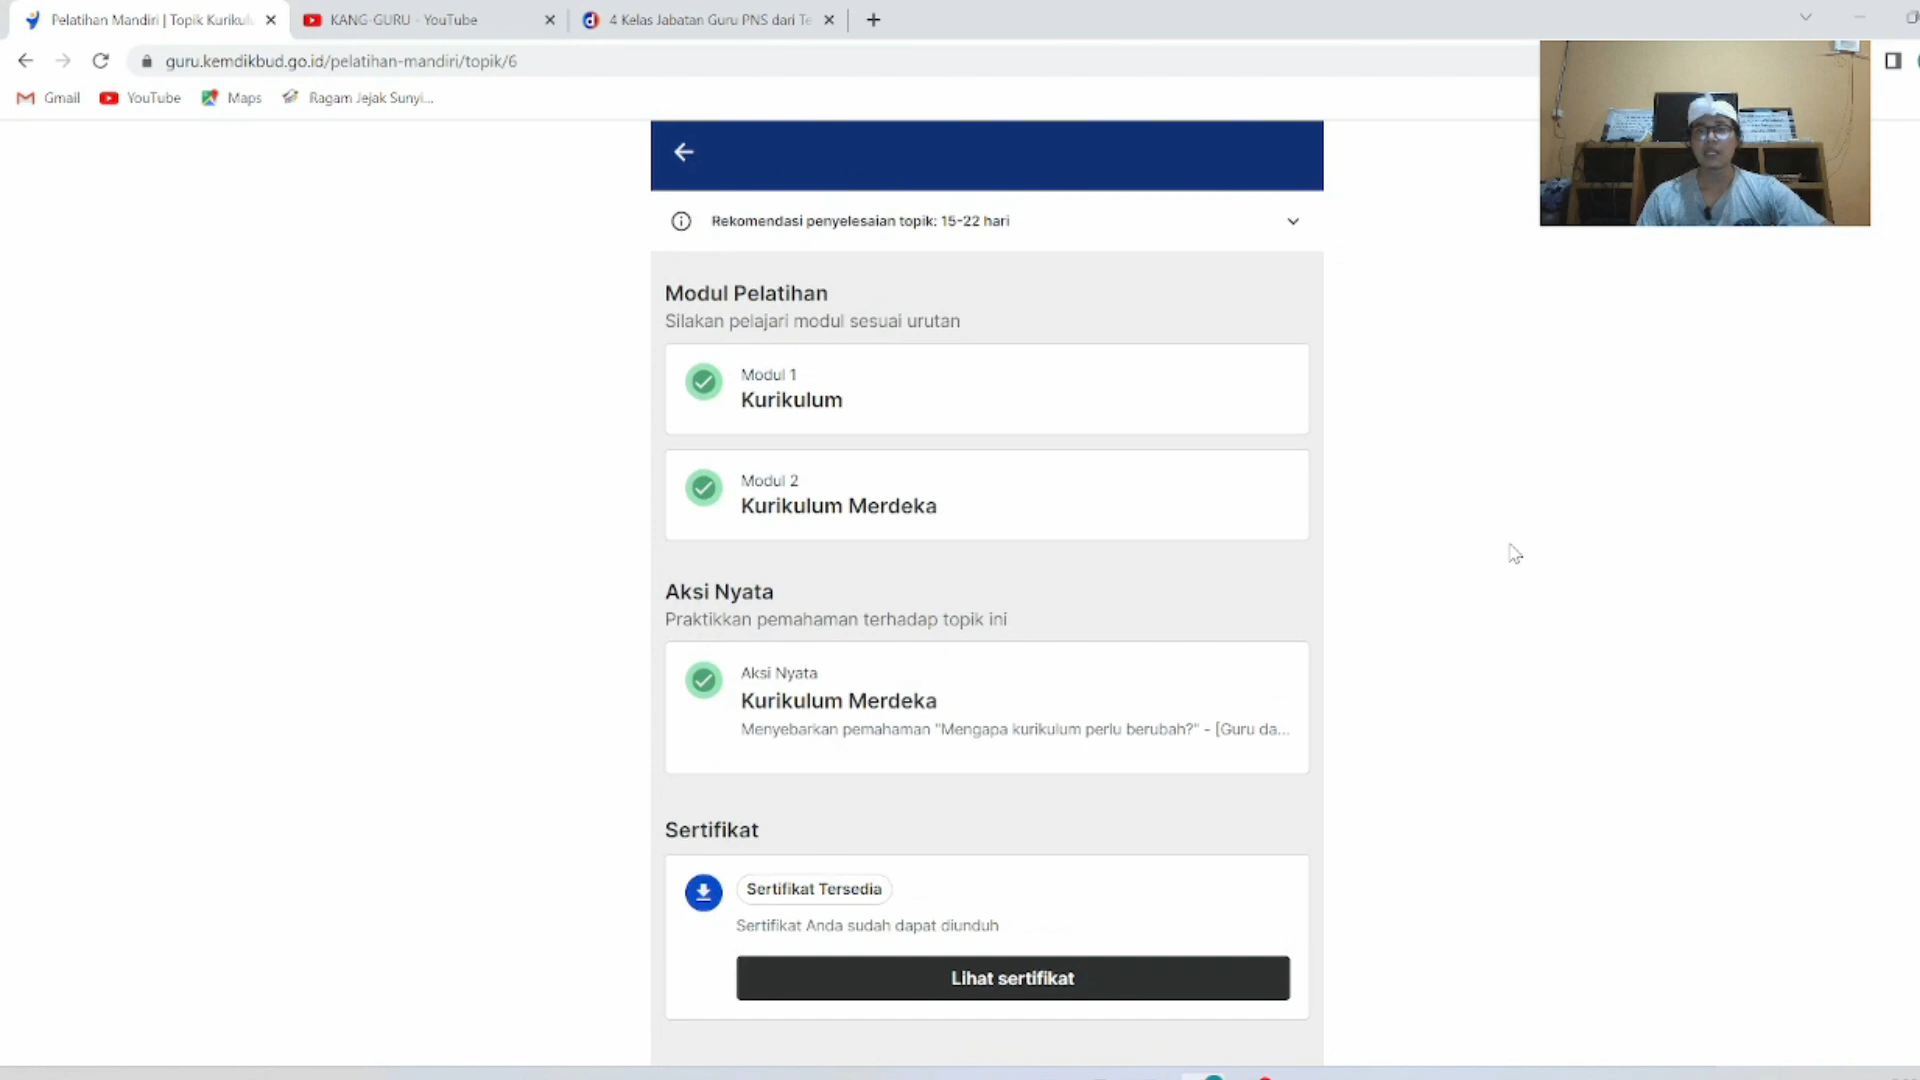 Pelatihan Mandiri | Topik Kurikulu
KANG-GURU - YouTube
4 Kelas Jabatan Guru PNS dari Te
guru.kemdikbud.go.id/pelatihan-mandiri/topik/6
Gmail
YouTube
Maps
Ragam Jejak Sunyi...
Rekomendasi penyelesaian topik: 15-22 hari
Modul Pelatihan
Silakan pelajari modul sesuai urutan
Modul 1
Kurikulum
Modul 2
Kurikulum Merdeka
Aksi Nyata
Praktikkan pemahaman terhadap topik ini
Aksi Nyata
Kurikulum Merdeka
Menyebarkan pemahaman "Mengapa kurikulum perlu berubah?" - [Guru da...
Sertifikat
Sertifikat Tersedia
Sertifikat Anda sudah dapat diunduh
Lihat sertifikat